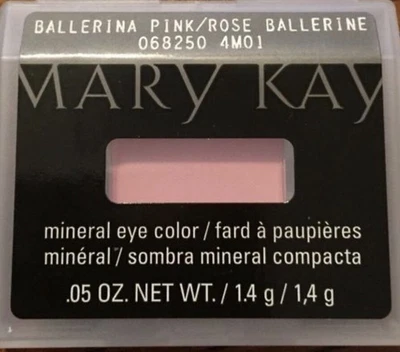 BALLERINA PINK/ROSE BALLERINE
068250 4M01
MARY KAY
mineral eye color / fard à paupières
minéral / sombra mineral compacta
.05 OZ. NET WT. / 1.4 g / 1,4 g